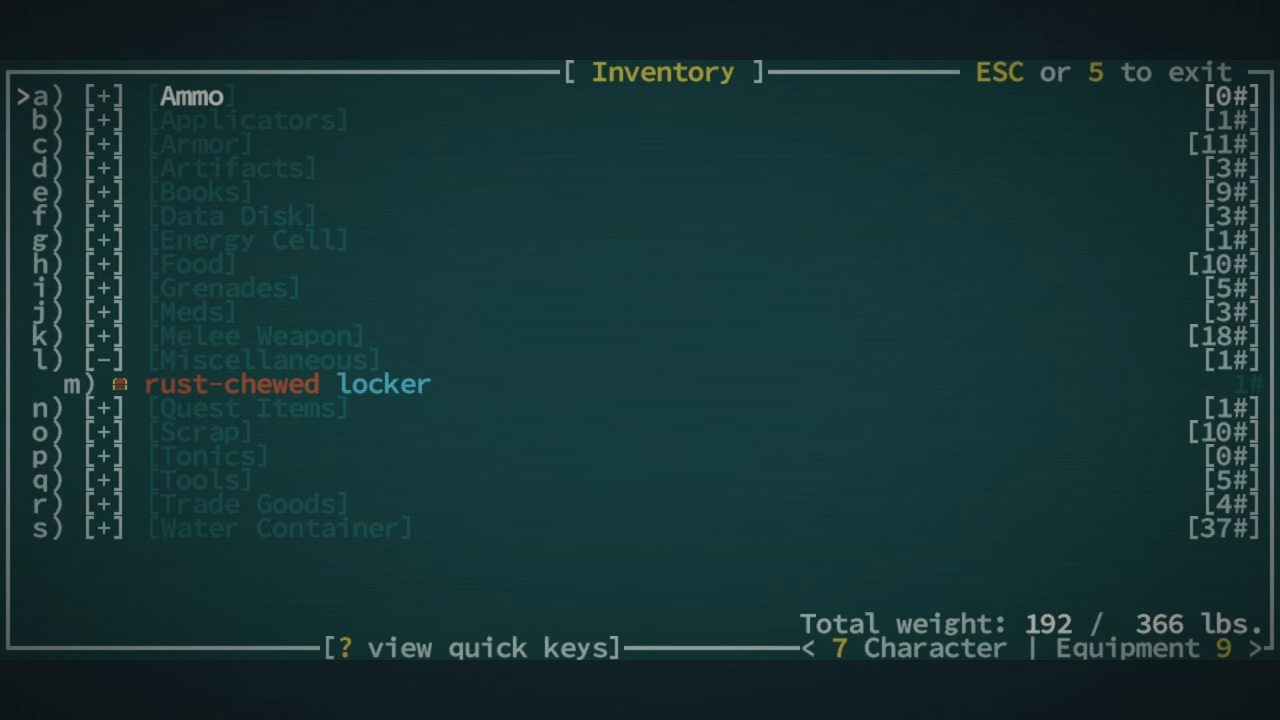 [ Inventory ] ESC or 5 to exit
>a) [+] [Ammo] [0#]
b) [+] [Applicators] [1#]
c) [+] [Armor] [11#]
d) [+] [Artifacts] [3#]
e) [+] [Books] [9#]
f) [+] [Data Disk] [3#]
g) [+] [Energy Cell] [1#]
h) [+] [Food] [10#]
i) [+] [Grenades] [5#]
j) [+] [Meds] [3#]
k) [+] [Melee Weapon] [18#]
l) [-] [Miscellaneous] [1#]
m) rust-chewed locker 1#
n) [+] [Quest Items] [1#]
o) [+] [Scrap] [10#]
p) [+] [Tonics] [0#]
q) [+] [Tools] [5#]
r) [+] [Trade Goods] [4#]
s) [+] [Water Container] [37#]
Total weight: 192 / 366 lbs.
[? view quick keys] < 7 Character | Equipment 9 >